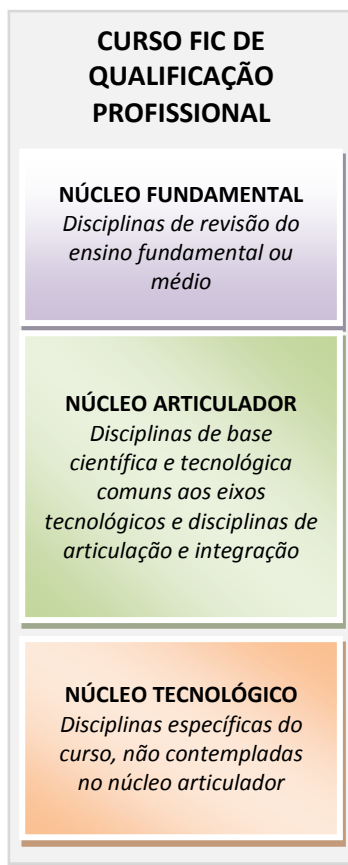 CURSO FIC DE
QUALIFICAÇÃO
PROFISSIONAL
NÚCLEO FUNDAMENTAL
Disciplinas de revisão do
ensino fundamental ou
médio
NÚCLEO ARTICULADOR
Disciplinas de base
científica e tecnológica
comuns aos eixos
tecnológicos e disciplinas de
articulação e integração
NÚCLEO TECNOLÓGICO
Disciplinas específicas do
curso, não contempladas
no núcleo articulador